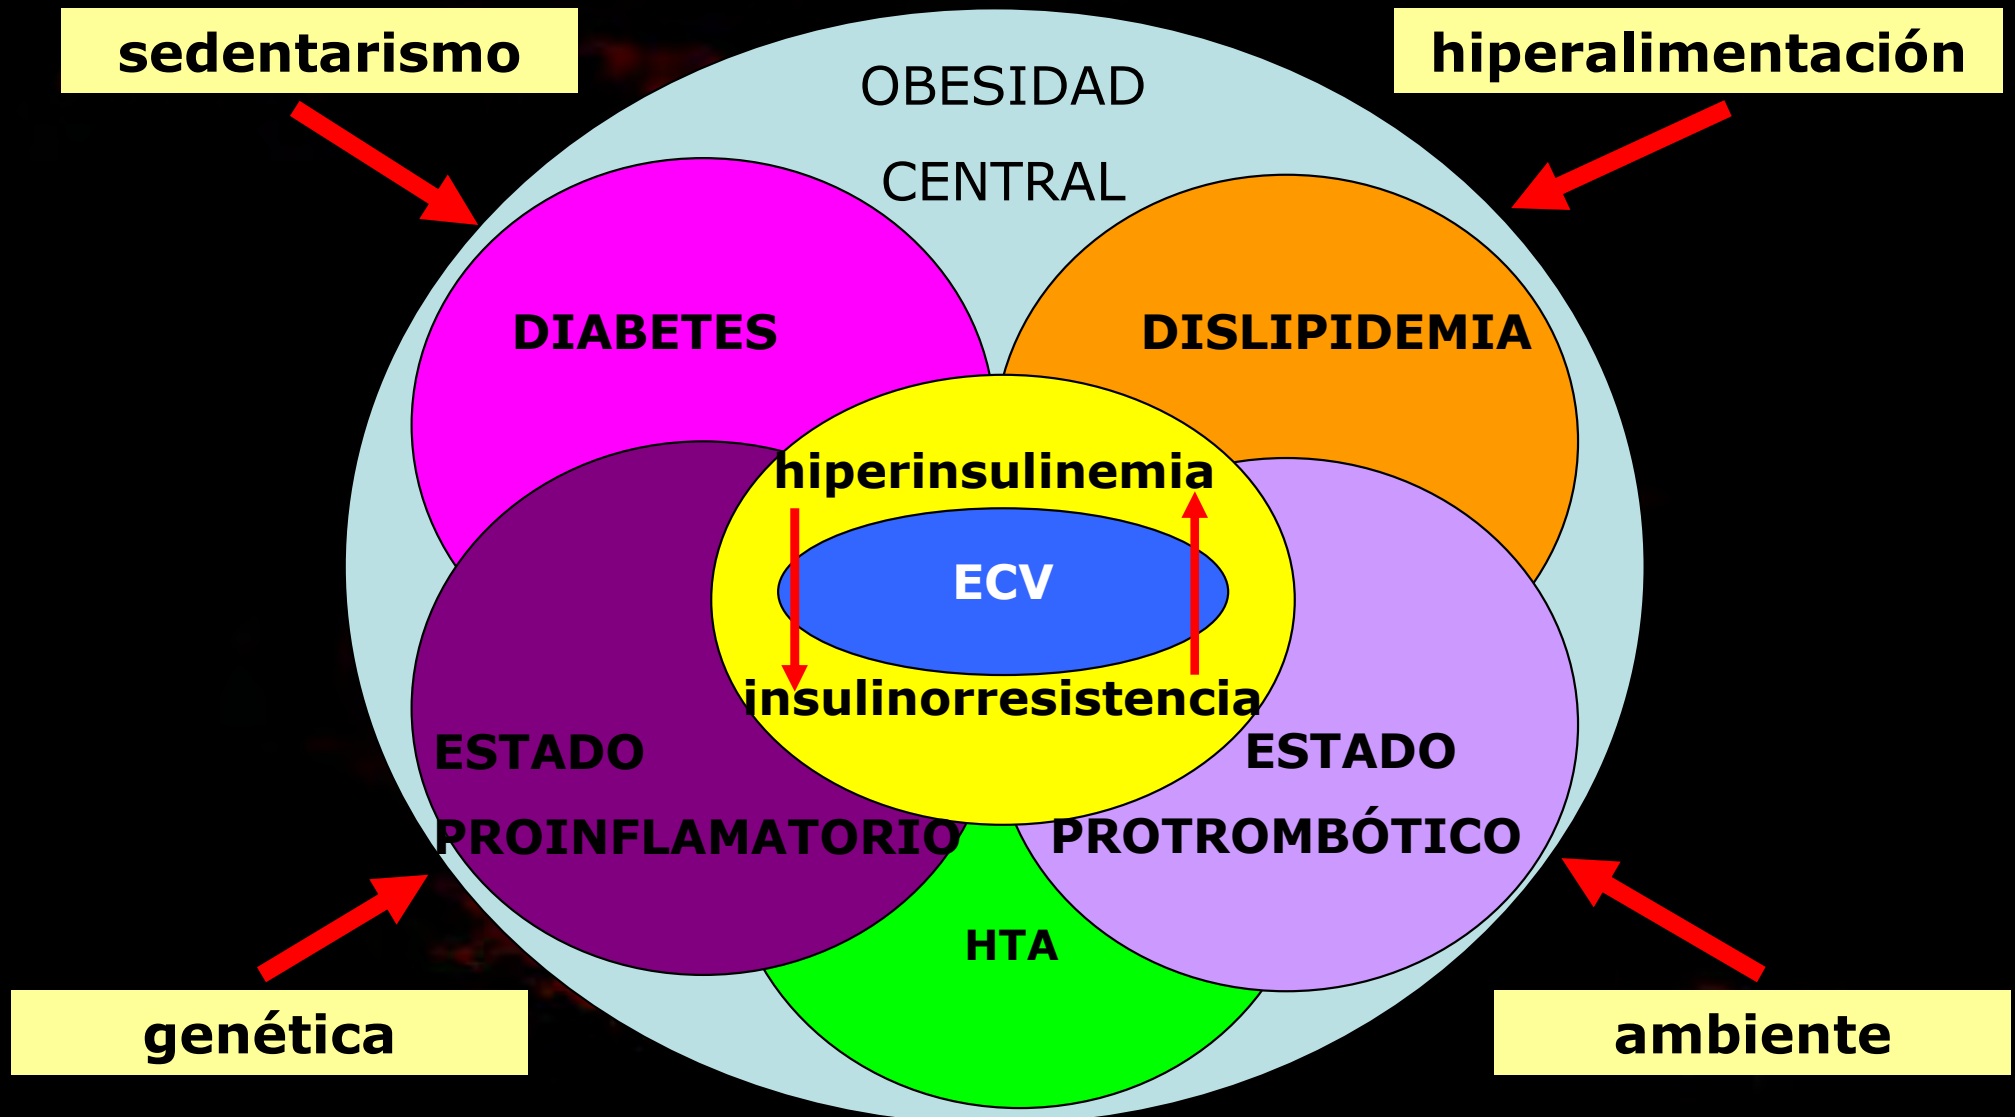 sedentarismo
hiperalimentación
OBESIDAD
CENTRAL
DIABETES
DISLIPIDEMIA
hiperinsulinemia
ECV
insulinorresistencia
ESTADO
PROINFLAMATORIO
ESTADO
PROTROMBÓTICO
HTA
genética
ambiente